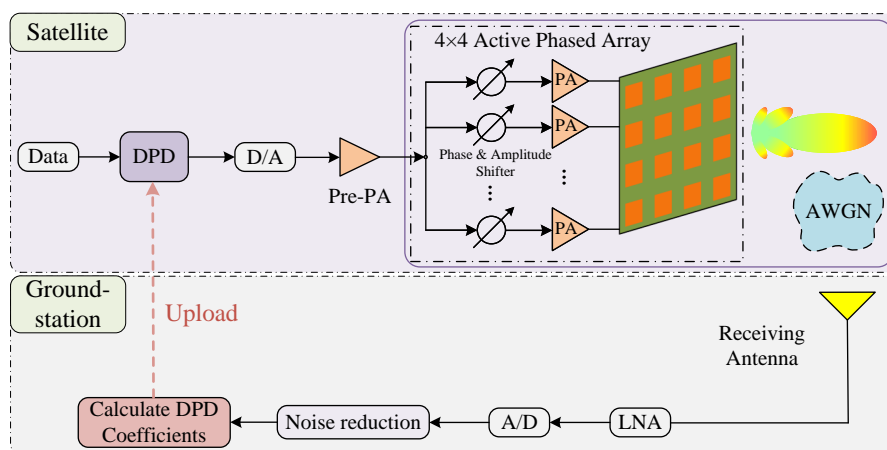 Satellite
4×4 Active Phased Array
PA
PA
Data
DPD
D/A
Pre-PA
Phase & Amplitude
Shifter
PA
AWGN
Ground-
station
Upload
Receiving
Antenna
Calculate DPD
Coefficients
Noise reduction
A/D
LNA